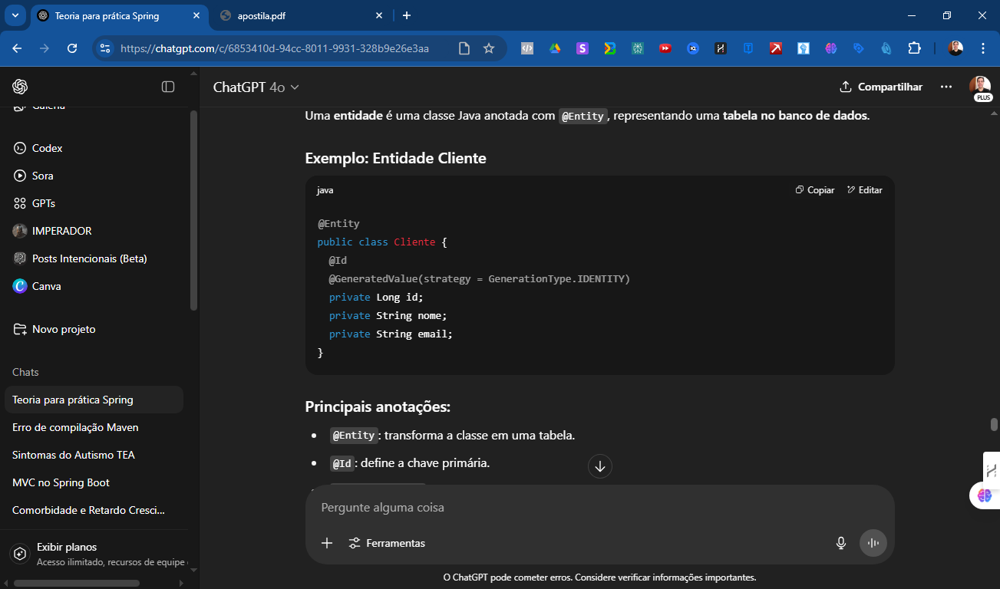 Teoria para prática Spring
apostila.pdf
https://chatgpt.com/c/6853410d-94cc-8011-9931-328b9e26e3aa
ChatGPT 4o
Compartilhar
PLUS
Galeria
Codex
Sora
GPTs
IMPERADOR
Posts Intencionais (Beta)
Canva
Novo projeto
Chats
Teoria para prática Spring
Erro de compilação Maven
Sintomas do Autismo TEA
MVC no Spring Boot
Comorbidade e Retardo Cresci...
Exibir planos
Acesso ilimitado, recursos de equipe
Uma entidade é uma classe Java anotada com @Entity, representando uma tabela no banco de dados.
Exemplo: Entidade Cliente
java
Copiar
Editar
@Entity
public class Cliente {
@Id
@GeneratedValue(strategy = GenerationType.IDENTITY)
private Long id;
private String nome;
private String email;
}
Principais anotações:
@Entity: transforma a classe em uma tabela.
@Id: define a chave primária.
Pergunte alguma coisa
Ferramentas
O ChatGPT pode cometer erros. Considere verificar informações importantes.